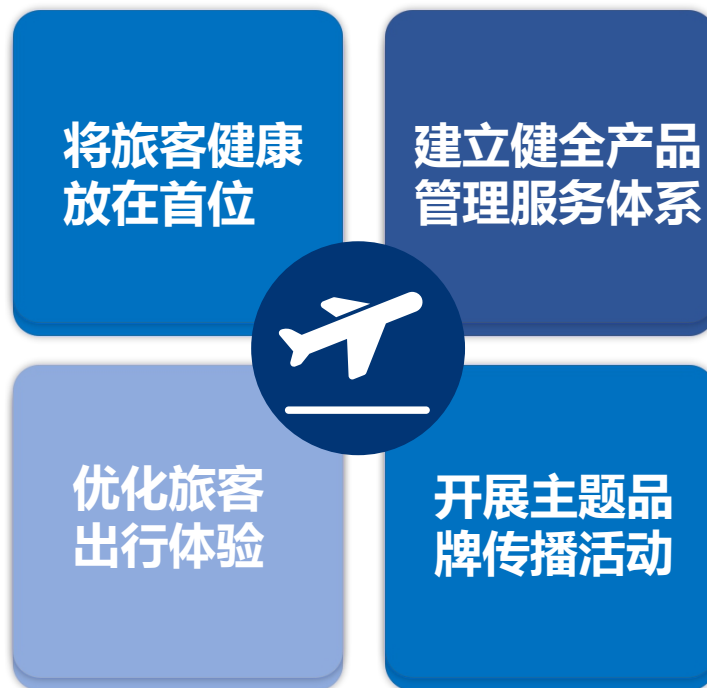 将旅客健康
放在首位
建立健全产品
管理服务体系
优化旅客
出行体验
开展主题品
牌传播活动